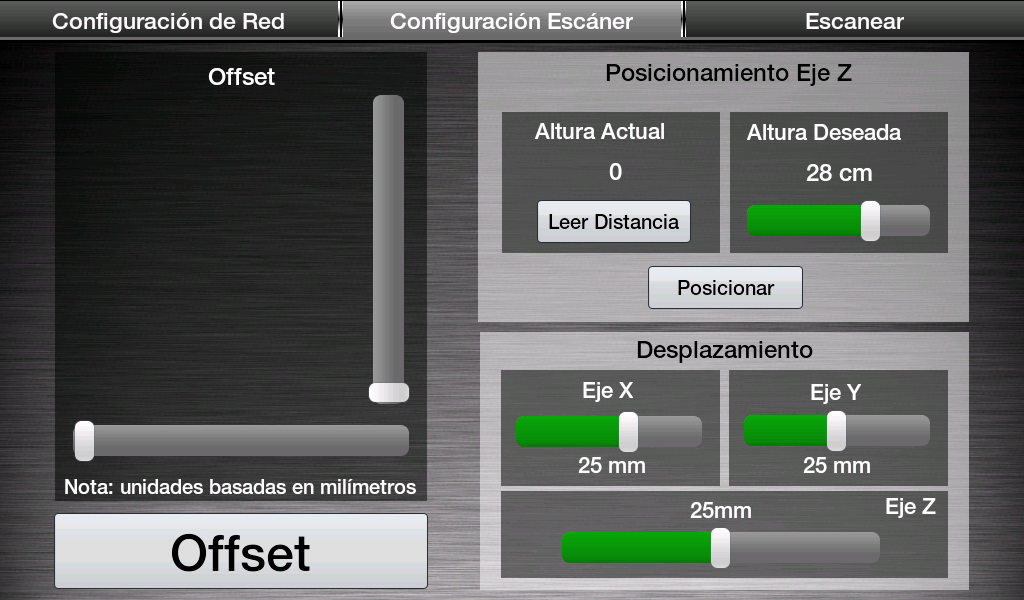 Configuración de Red
Configuración Escáner
Escanear
Offset
Nota: unidades basadas en milímetros
Offset
Posicionamiento Eje Z
Altura Actual
0
Leer Distancia
Altura Deseada
28 cm
Posicionar
Desplazamiento
Eje X
25 mm
Eje Y
25 mm
25mm
Eje Z